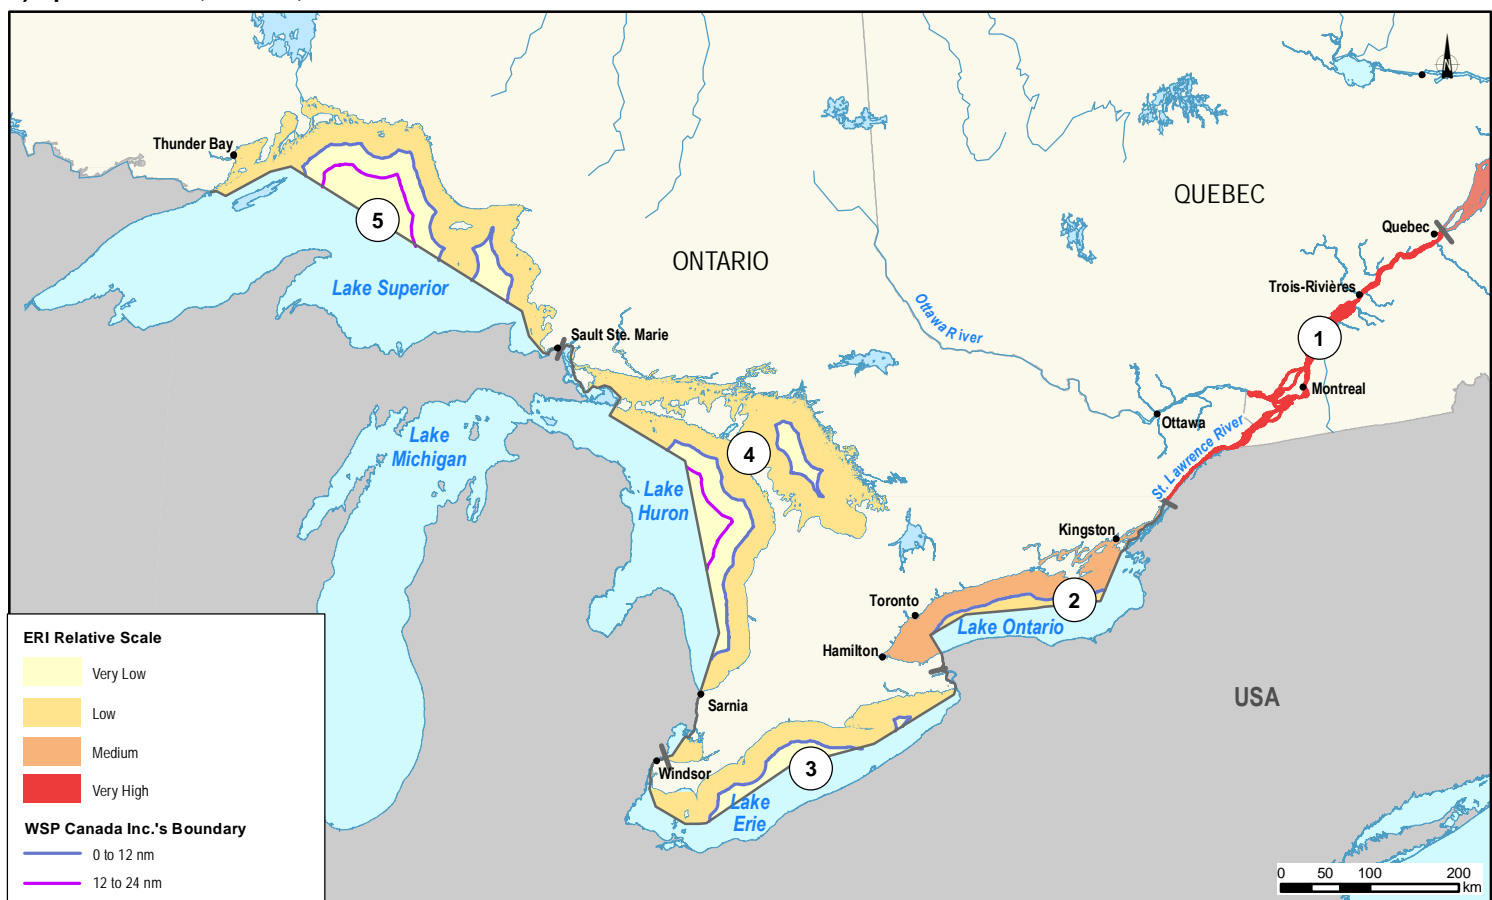 Thunder Bay
5
Lake Superior
ONTARIO
QUEBEC
N
Quebec
Trois-Rivières
1
Montreal
Ottawa River
Ottawa
St. Lawrence River
Sault Ste. Marie
Lake
Michigan
4
Lake
Huron
Kingston
Toronto
2
Lake Ontario
Hamilton
Sarnia
USA
Windsor
3
Lake
Erie
ERI Relative Scale
Very Low
Low
Medium
Very High
WSP Canada Inc.'s Boundary
0 to 12 nm
12 to 24 nm
0 50 100 200
km